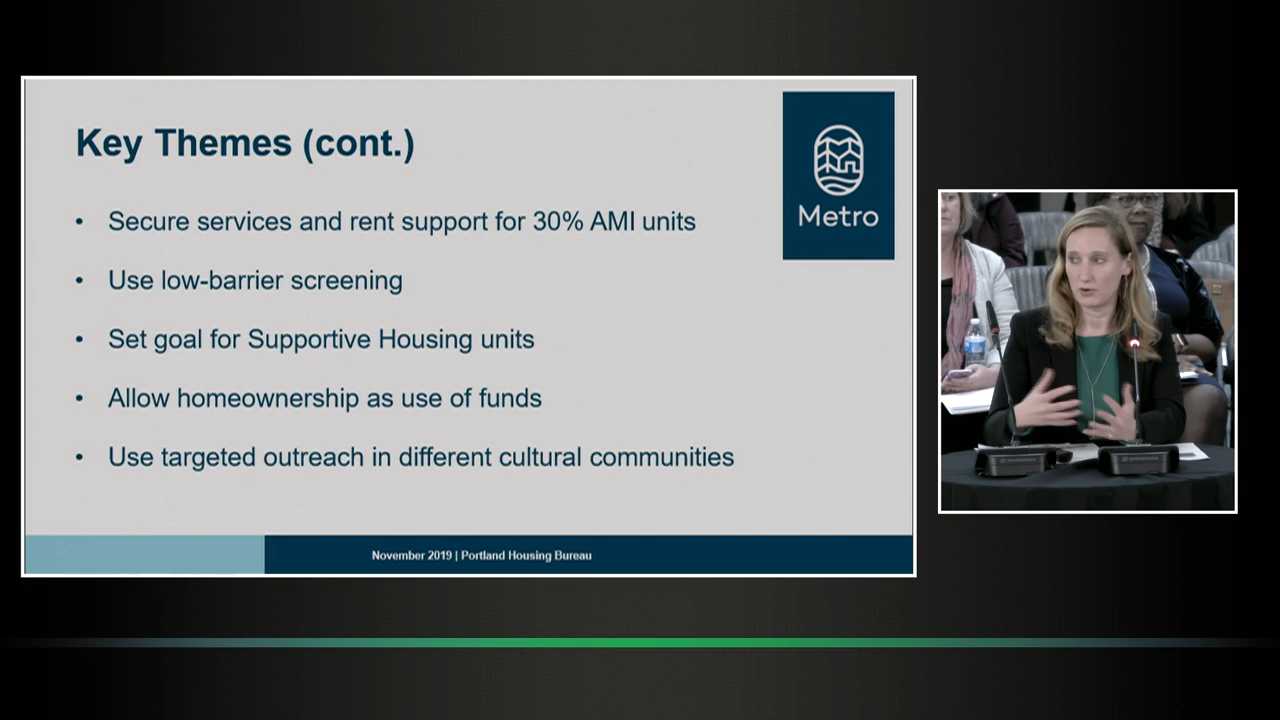 Key Themes (cont.)
Metro
• Secure services and rent support for 30% AMI units
• Use low-barrier screening
• Set goal for Supportive Housing units
• Allow homeownership as use of funds
• Use targeted outreach in different cultural communities
November 2019 | Portland Housing Bureau